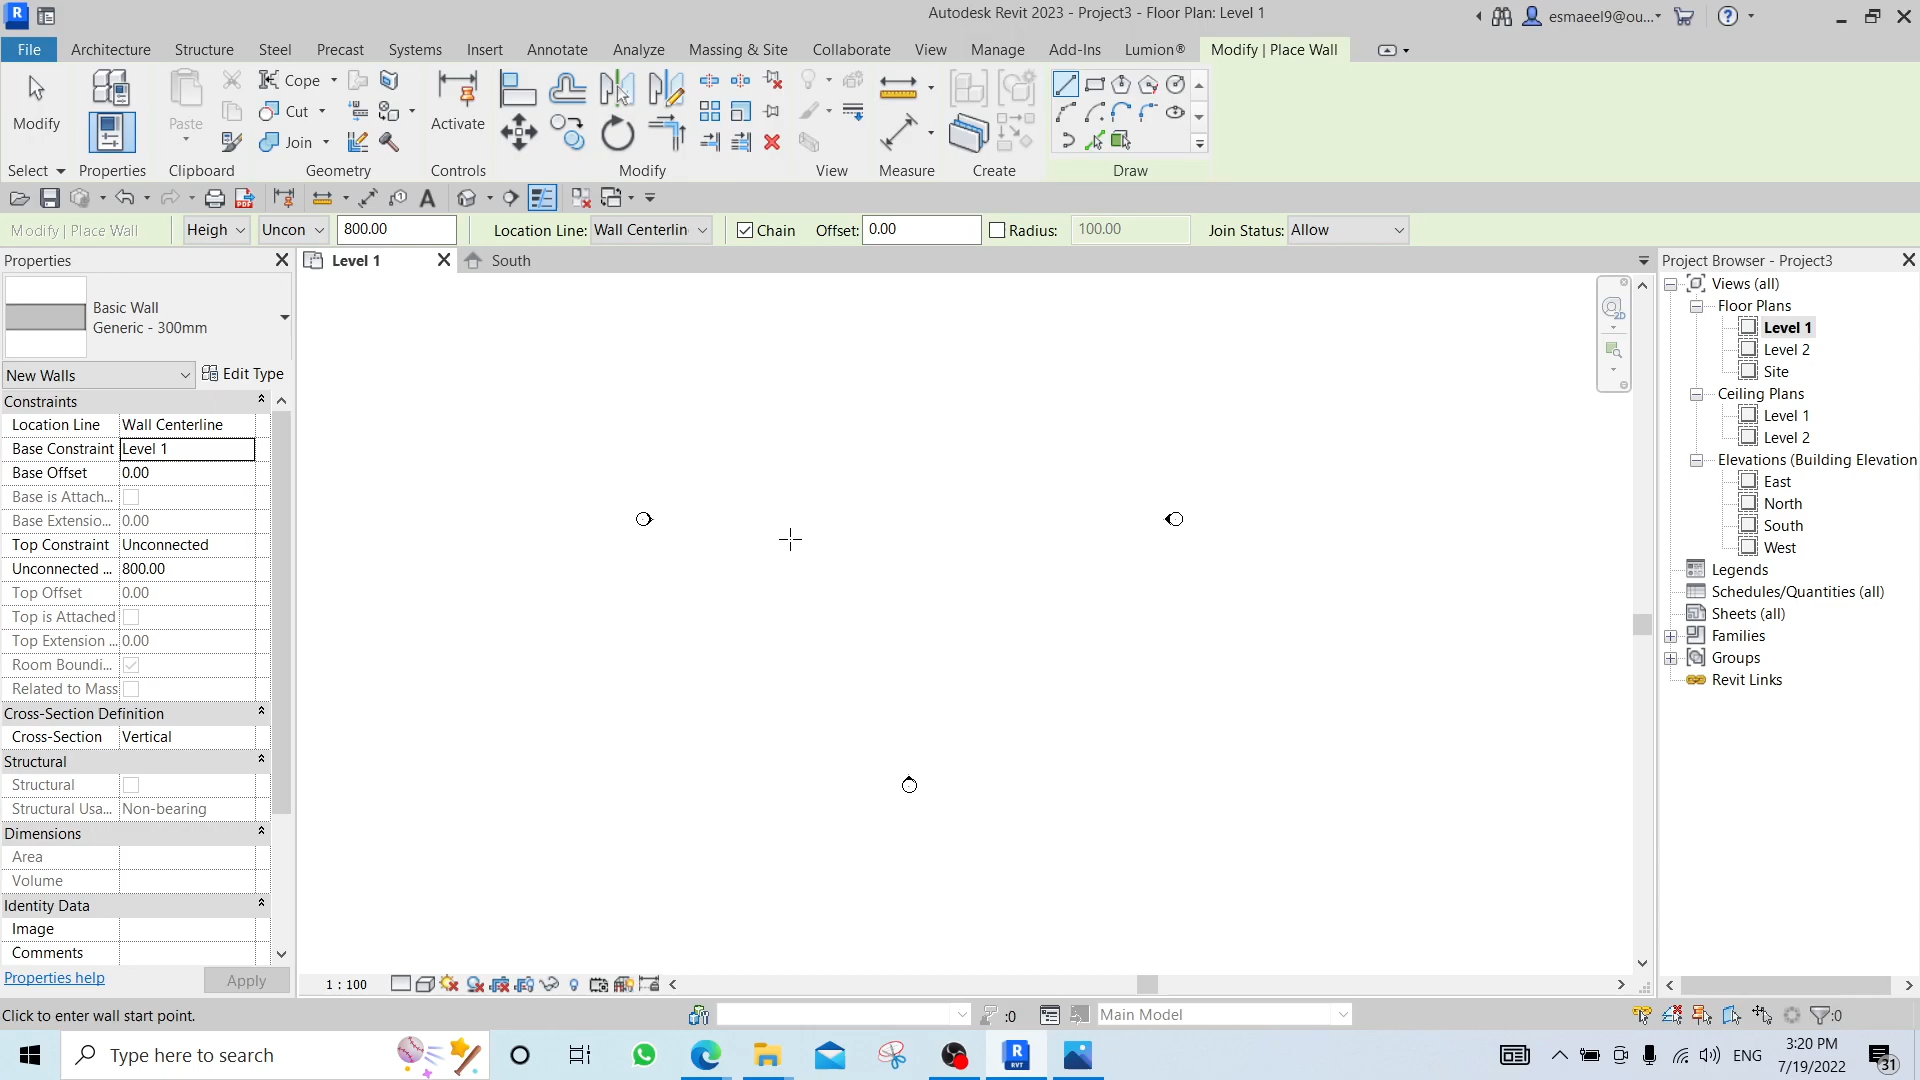 Autodesk Revit 2023 - Project3 - Floor Plan: Level 1
esmaeel9@ou...
File Architecture Structure Steel Precast Systems Insert Annotate Analyze Massing & Site Collaborate View Manage Add-Ins Lumion® Modify | Place Wall
Modify Paste Cope Cut Join Activate
Select Properties Clipboard Geometry Controls Modify View Measure Create Draw
Modify | Place Wall Heigh Uncon 800.00 Location Line: Wall Centerlin Chain Offset: 0.00 Radius: 100.00 Join Status: Allow
Properties
Level 1
South
Project Browser - Project3
Basic Wall
Generic - 300mm
New Walls Edit Type
Constraints
Location Line Wall Centerline
Base Constraint Level 1
Base Offset 0.00
Base is Attach...
Base Extensio... 0.00
Top Constraint Unconnected
Unconnected ... 800.00
Top Offset 0.00
Top is Attached
Top Extension ... 0.00
Room Boundi...
Related to Mass
Cross-Section Definition
Cross-Section Vertical
Structural
Structural
Structural Usa... Non-bearing
Dimensions
Area
Volume
Identity Data
Image
Comments
Properties help Apply
Views (all)
Floor Plans
Level 1
Level 2
Site
Ceiling Plans
Level 1
Level 2
Elevations (Building Elevation
East
North
South
West
Legends
Schedules/Quantities (all)
Sheets (all)
Families
Groups
Revit Links
2D
1 : 100
Click to enter wall start point.
:0
Main Model
:0
Type here to search
ENG
3:20 PM
7/19/2022
31